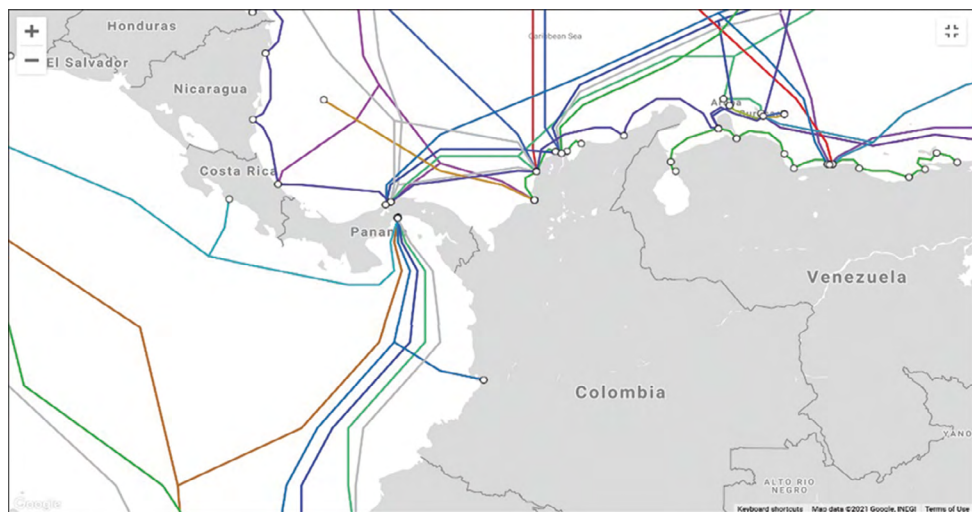 Honduras
Caribbean Sea
El Salvador
Nicaragua
Costa Rica
Panama
Venezuela
Colombia
ALTO RIO
NEGRO
Google
Keyboard shortcuts
Map data ©2021 Google, INEGI
Terms of Use